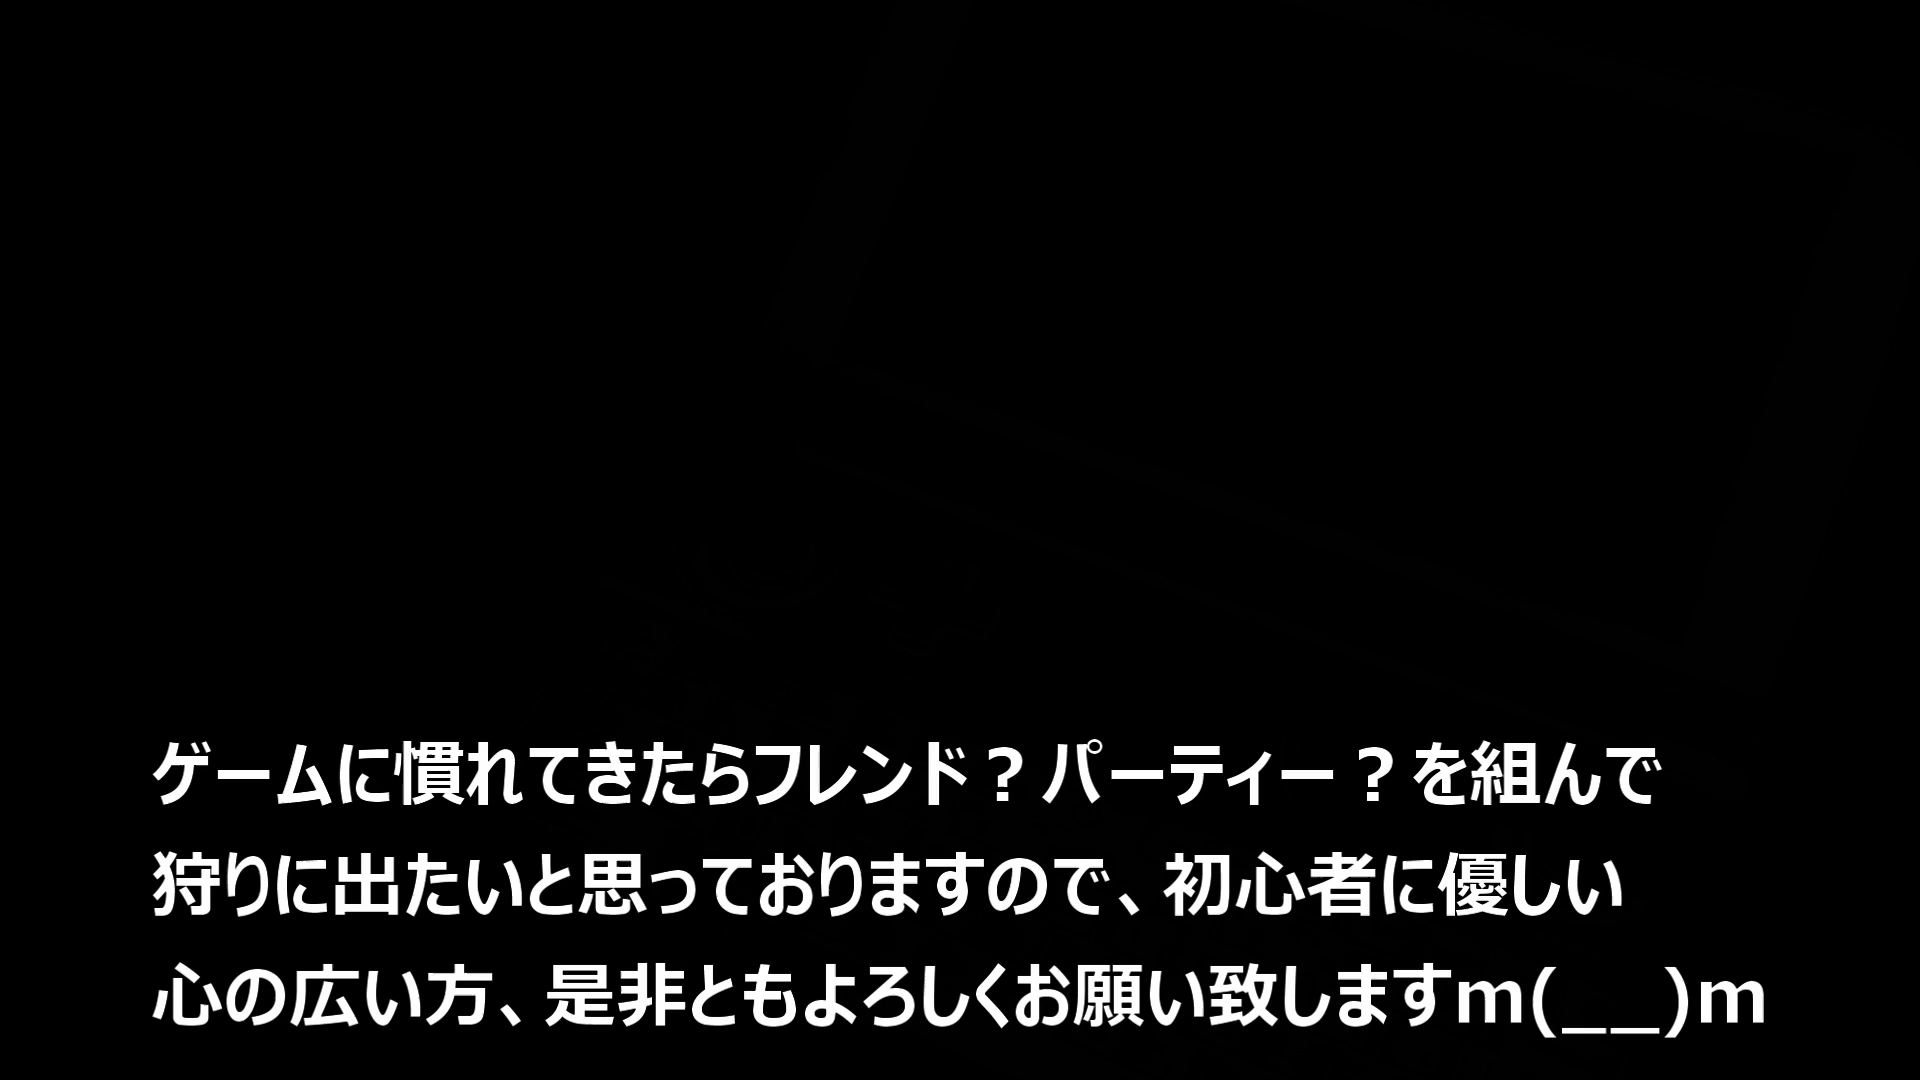 ゲームに慣れてきたらフレンド？パーティー？を組んで
狩りに出たいと思っておりますので、初心者に優しい
心の広い方、是非ともよろしくお願い致しますm(__)m